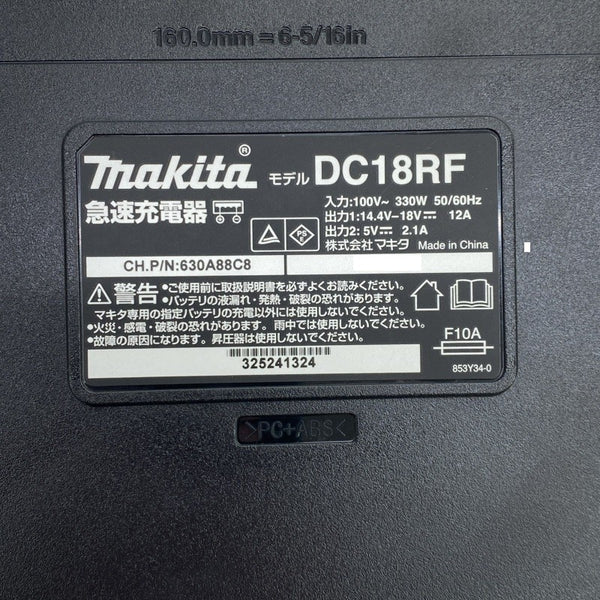 160.0mm=6-5/16in
makita® モデル DC18RF
急速充電器
入力:100V~ 330W 50/60Hz
出力1:14.4V-18V⎓ 12A
出力2: 5V⎓ 2.1A
株式会社マキタ Made in China
PS E
CH.P/N:630A88C8
⚠警告 •ご使用前に取扱説明書を必ずよくお読みください。
•バッテリの液漏れ・発熱・破裂の恐れがあります。
マキタ専用の指定バッテリの充電以外には使用しないでください。
•火災・感電・破裂の恐れがあります。雨中では使用しないでください。
•故障の原因になります。昇圧器は使用しないでください。
F10A
853Y34-0
325241324
>PC+ABS<